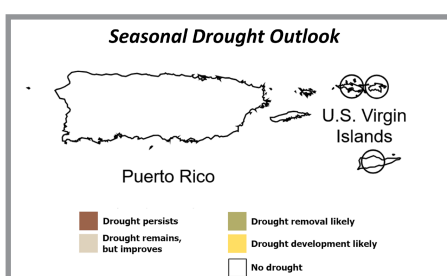 Seasonal Drought Outlook
U.S. Virgin
Islands
Puerto Rico
Drought persists
Drought remains,
but improves
Drought removal likely
Drought development likely
No drought